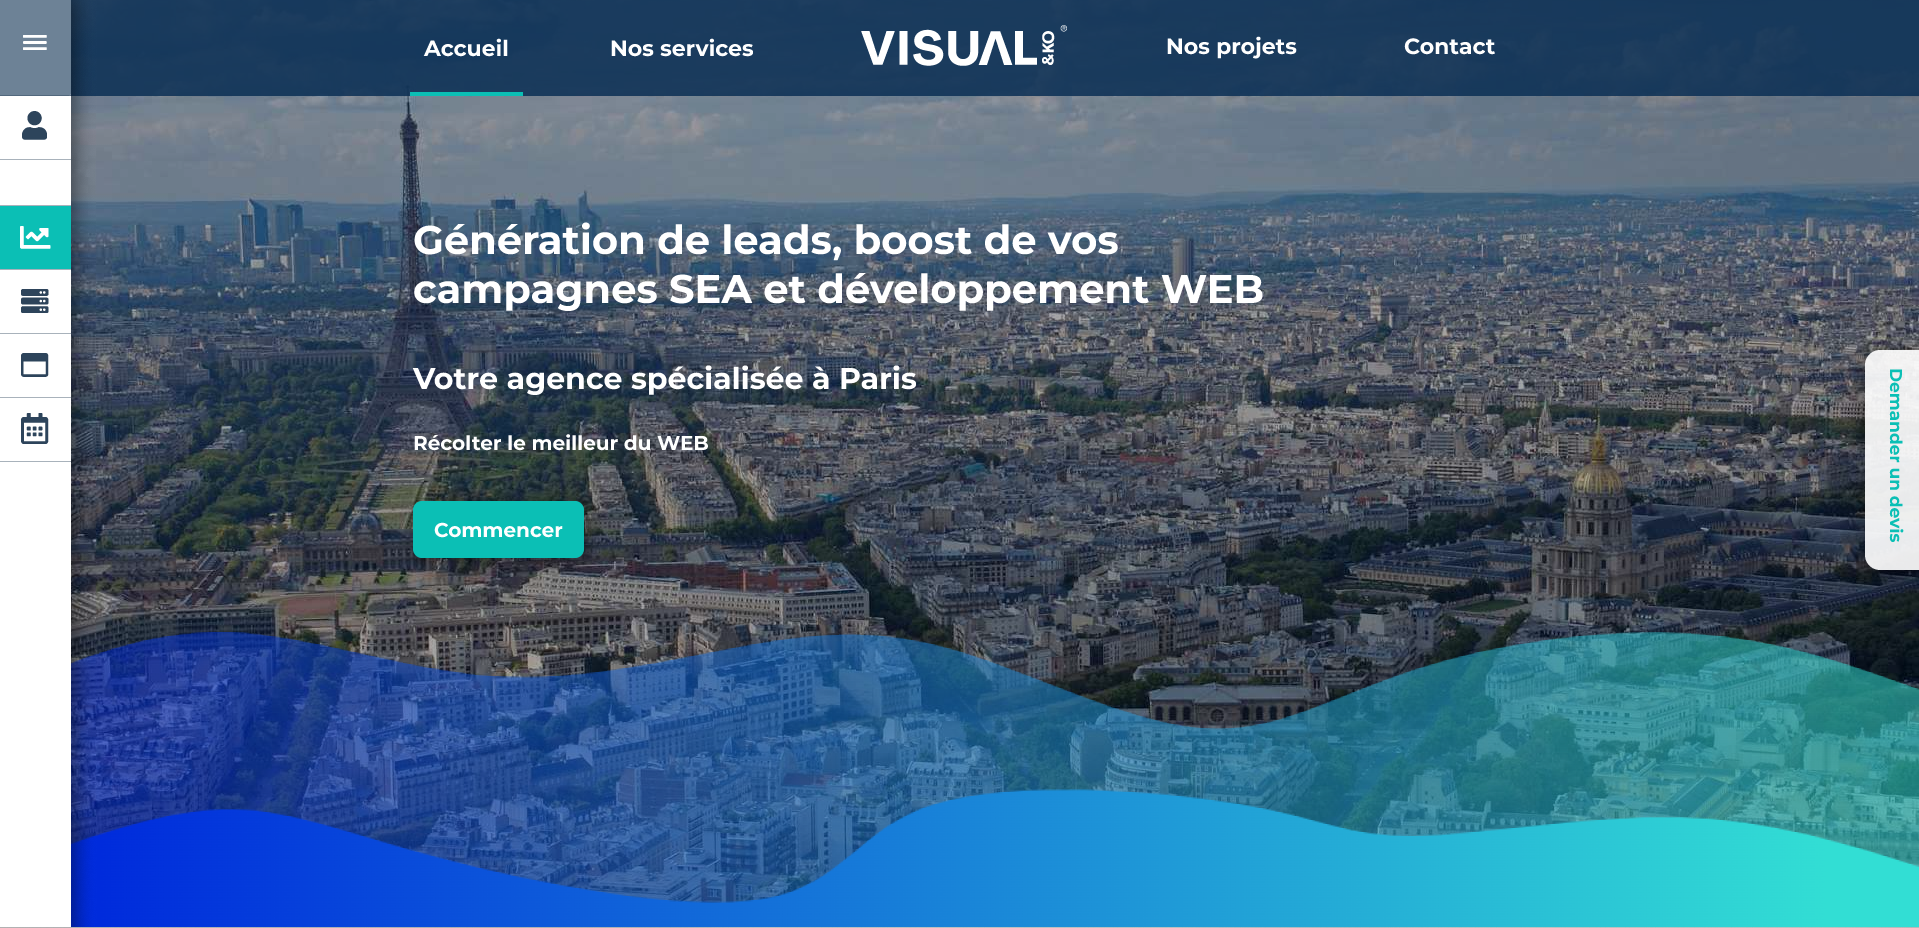 Accueil
Nos services
VISUAL &KO ®
Nos projets
Contact
Génération de leads, boost de vos
campagnes SEA et développement WEB
Votre agence spécialisée à Paris
Récolter le meilleur du WEB
Commencer
Demander un devis